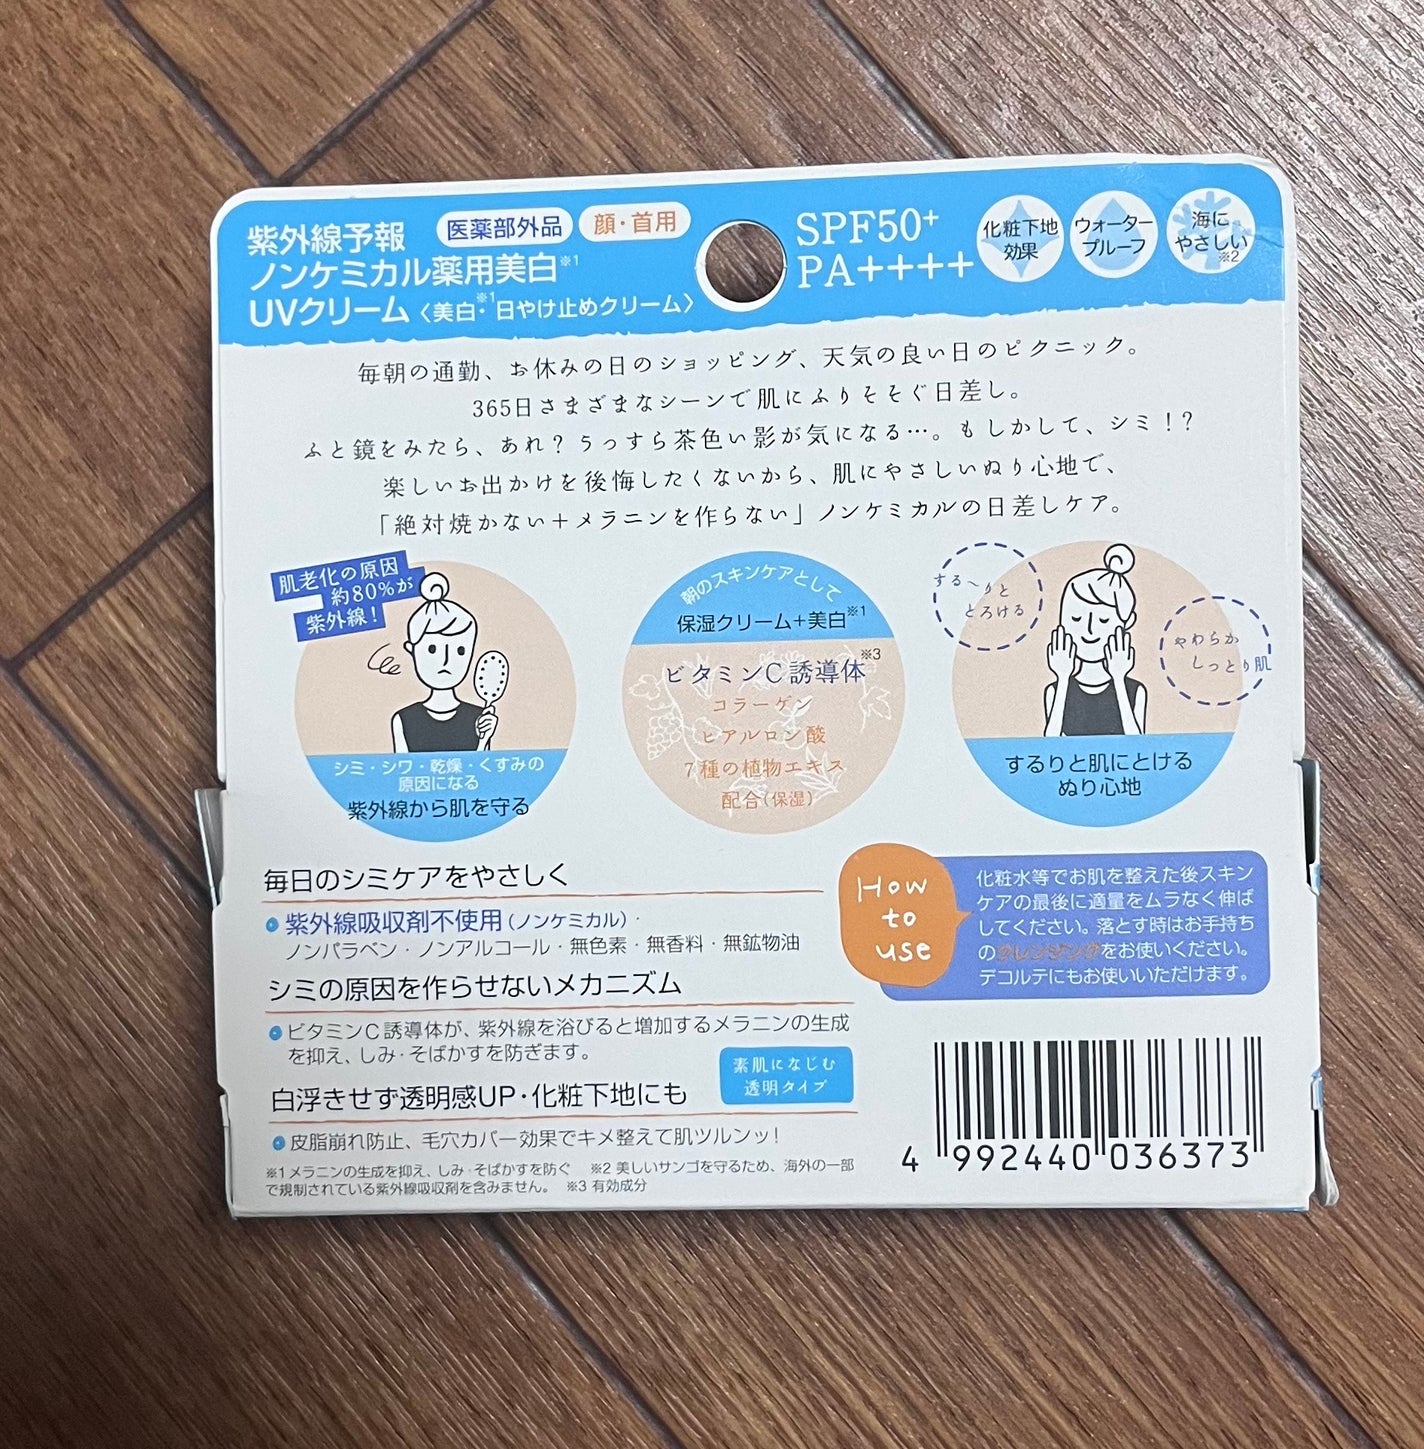 紫外線予報 医薬部外品 顔・首用
ノンケミカル薬用美白※1
UVクリーム〈美白※1・日やけ止めクリーム〉
SPF50+
PA++++
化粧下地
効果
ウォーター
プルーフ
海に
やさしい
※2
毎朝の通勤、お休みの日のショッピング、天気の良い日のピクニック。
365日さまざまなシーンで肌にふりそそぐ日差し。
ふと鏡をみたら、あれ？うっすら茶色い影が気になる…。もしかして、シミ！？
楽しいお出かけを後悔したくないから、肌にやさしいぬり心地で、
「絶対焼かない＋メラニンを作らない」ノンケミカルの日差しケア。
肌老化の原因
約80%が
紫外線！
シミ・シワ・乾燥・くすみの
原因になる
紫外線から肌を守る
朝のスキンケアとして
保湿クリーム+美白※1
ビタミンC誘導体※3
コラーゲン
ヒアルロン酸
7種の植物エキス
配合(保湿)
する〜りと
とろける
やわらか
しっとり肌
するりと肌にとける
ぬり心地
毎日のシミケアをやさしく
紫外線吸収剤不使用(ノンケミカル)・
ノンパラベン・ノンアルコール・無色素・無香料・無鉱物油
シミの原因を作らせないメカニズム
ビタミンC誘導体が、紫外線を浴びると増加するメラニンの生成
を抑え、しみ・そばかすを防ぎます。
白浮きせず透明感UP・化粧下地にも
素肌になじむ
透明タイプ
皮脂崩れ防止、毛穴カバー効果でキメ整えて肌ツルンッ！
※1 メラニンの生成を抑え、しみ・そばかすを防ぐ ※2 美しいサンゴを守るため、海外の一部
で規制されている紫外線吸収剤を含みません。 ※3 有効成分
How
to
use
化粧水等でお肌を整えた後スキン
ケアの最後に適量をムラなく伸ば
してください。落とす時はお手持ち
のクレンジングをお使いください。
デコルテにもお使いいただけます。
4 992440 036373